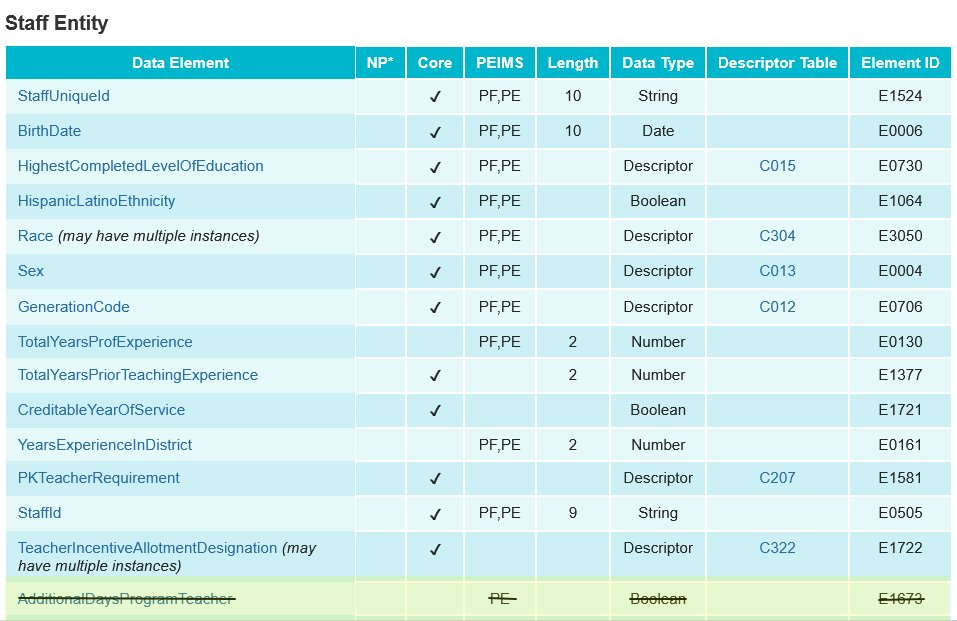 Staff Entity
Data Element NP* Core PEIMS Length Data Type Descriptor Table Element ID
StaffUniqueId ✓ PF,PE 10 String E1524
BirthDate ✓ PF,PE 10 Date E0006
HighestCompletedLevelOfEducation ✓ PF,PE Descriptor C015 E0730
HispanicLatinoEthnicity ✓ PF,PE Boolean E1064
Race (may have multiple instances) ✓ PF,PE Descriptor C304 E3050
Sex ✓ PF,PE Descriptor C013 E0004
GenerationCode ✓ PF,PE Descriptor C012 E0706
TotalYearsProfExperience PF,PE 2 Number E0130
TotalYearsPriorTeachingExperience ✓ 2 Number E1377
CreditableYearOfService ✓ Boolean E1721
YearsExperienceInDistrict PF,PE 2 Number E0161
PKTeacherRequirement ✓ Descriptor C207 E1581
StaffId ✓ PF,PE 9 String E0505
TeacherIncentiveAllotmentDesignation (may ✓ Descriptor C322 E1722
have multiple instances)
AdditionalDaysProgramTeacher PE Boolean E1673